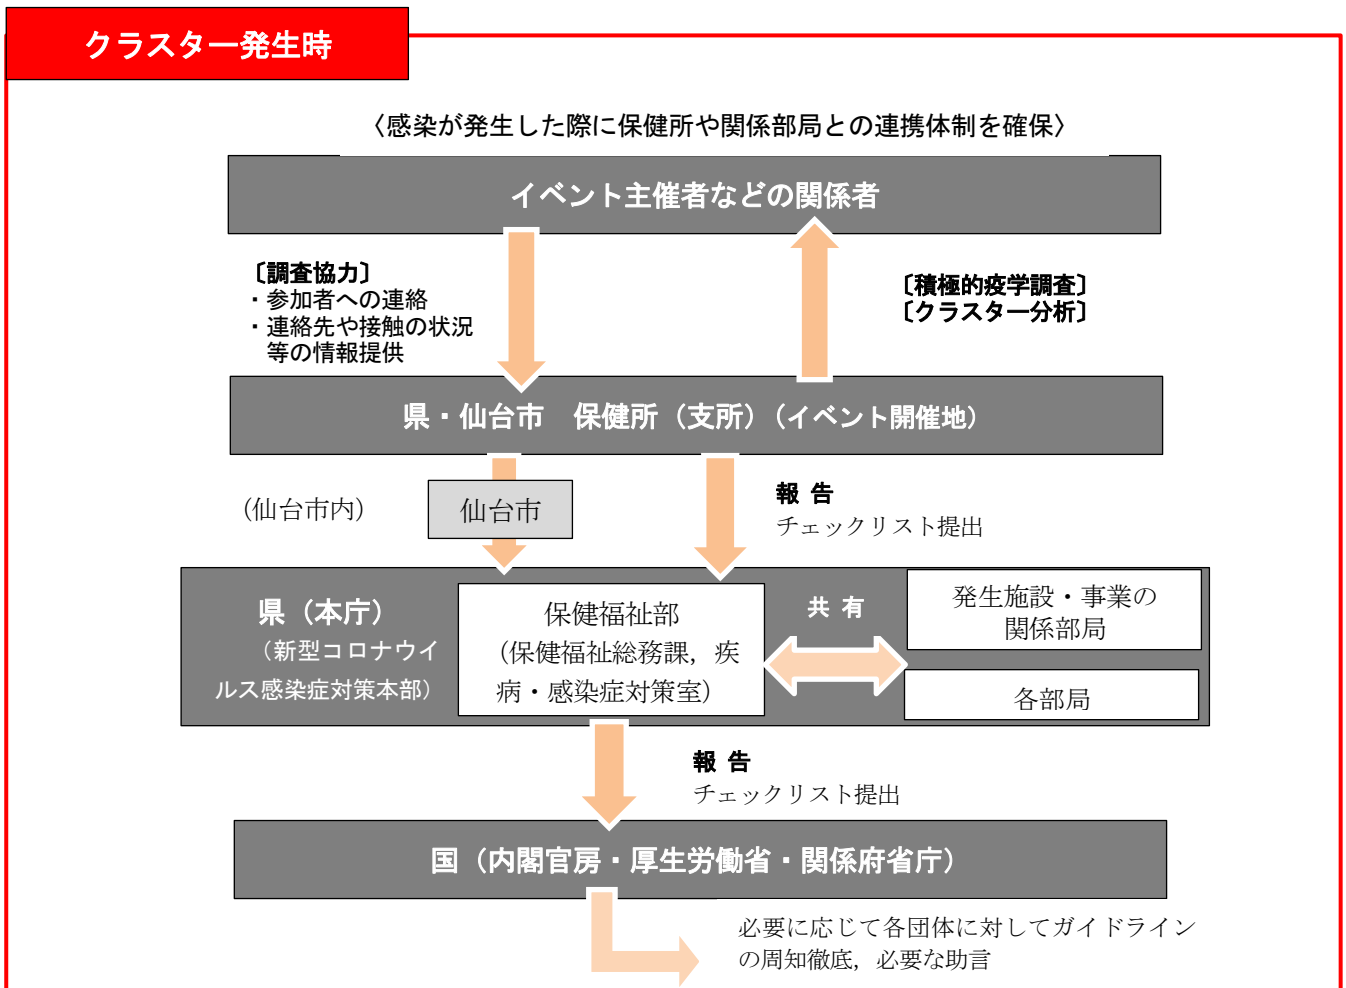 クラスター発生時
〈感染が発生した際に保健所や関係部局との連携体制を確保〉
イベント主催者などの関係者
〔調査協力〕
・参加者への連絡
・連絡先や接触の状況
等の情報提供
〔積極的疫学調査〕
〔クラスター分析〕
県・仙台市　保健所（支所）（イベント開催地）
（仙台市内）
仙台市
報 告
チェックリスト提出
県（本庁）
（新型コロナウイ
ルス感染症対策本部）
保健福祉部
（保健福祉総務課，疾
病・感染症対策室）
共 有
発生施設・事業の
関係部局
各部局
報 告
チェックリスト提出
国（内閣官房・厚生労働省・関係府省庁）
必要に応じて各団体に対してガイドライン
の周知徹底，必要な助言